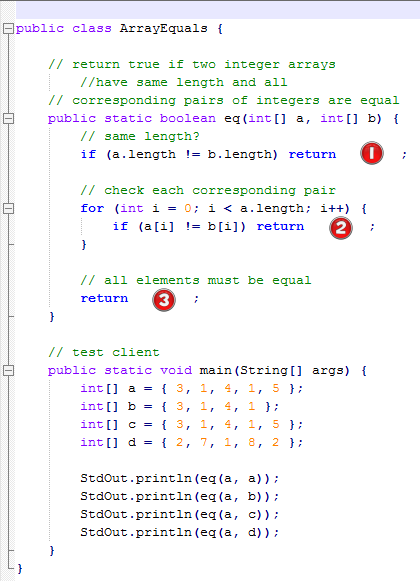 public class ArrayEquals {
// return true if two integer arrays
//have same length and all
// corresponding pairs of integers are equal
public static boolean eq(int[] a, int[] b) {
// same length?
if (a.length != b.length) return 1 ;
// check each corresponding pair
for (int i = 0; i < a.length; i++) {
if (a[i] != b[i]) return 2 ;
}
// all elements must be equal
return 3 ;
}
// test client
public static void main(String[] args) {
int[] a = { 3, 1, 4, 1, 5 };
int[] b = { 3, 1, 4, 1 };
int[] c = { 3, 1, 4, 1, 5 };
int[] d = { 2, 7, 1, 8, 2 };
StdOut.println(eq(a, a));
StdOut.println(eq(a, b));
StdOut.println(eq(a, c));
StdOut.println(eq(a, d));
}
}